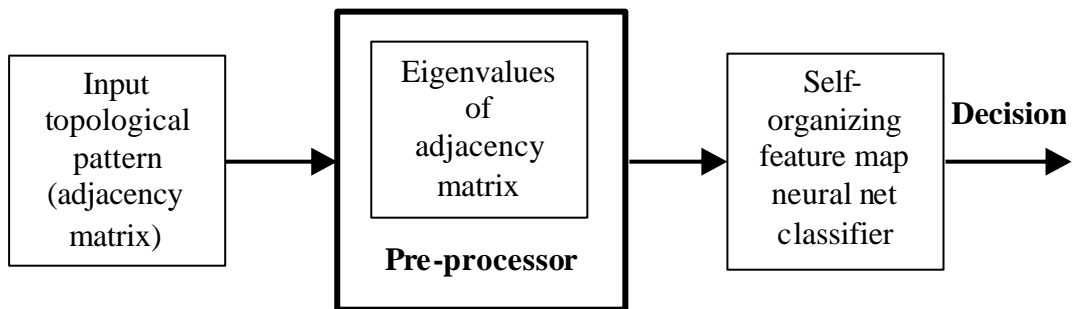 Input
topological
pattern
(adjacency
matrix)
Eigenvalues
of
adjacency
matrix
Pre-processor
Self-
organizing
feature map
neural net
classifier
Decision